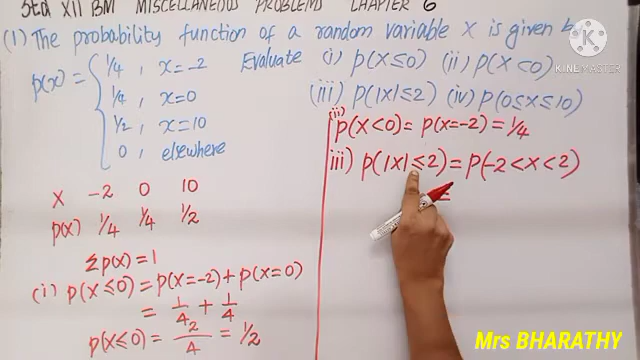 Std XII BM MISCELLANEOUS PROBLEMS CHAPTER 6
(1) The probability function of a random variable X is given by
p(x) = { 1/4 , x=-2
1/4 , x=0
1/2 , x=10
0 , elsewhere
Evaluate (i) P(X≤0) (ii) P(X<0)
(iii) P(|X|≤2) (iv) P(0≤X≤10)
X -2 0 10
P(x) 1/4 1/4 1/2
Σp(x) = 1
(i) P(X≤0) = P(X=-2) + P(X=0)
= 1/4 + 1/4
P(X≤0) = 2/4 = 1/2
(ii) P(X<0) = P(X=-2) = 1/4
iii) P(|X|≤2) = P(-2<X<2)
KINEMASTER
Mrs BHARATHY